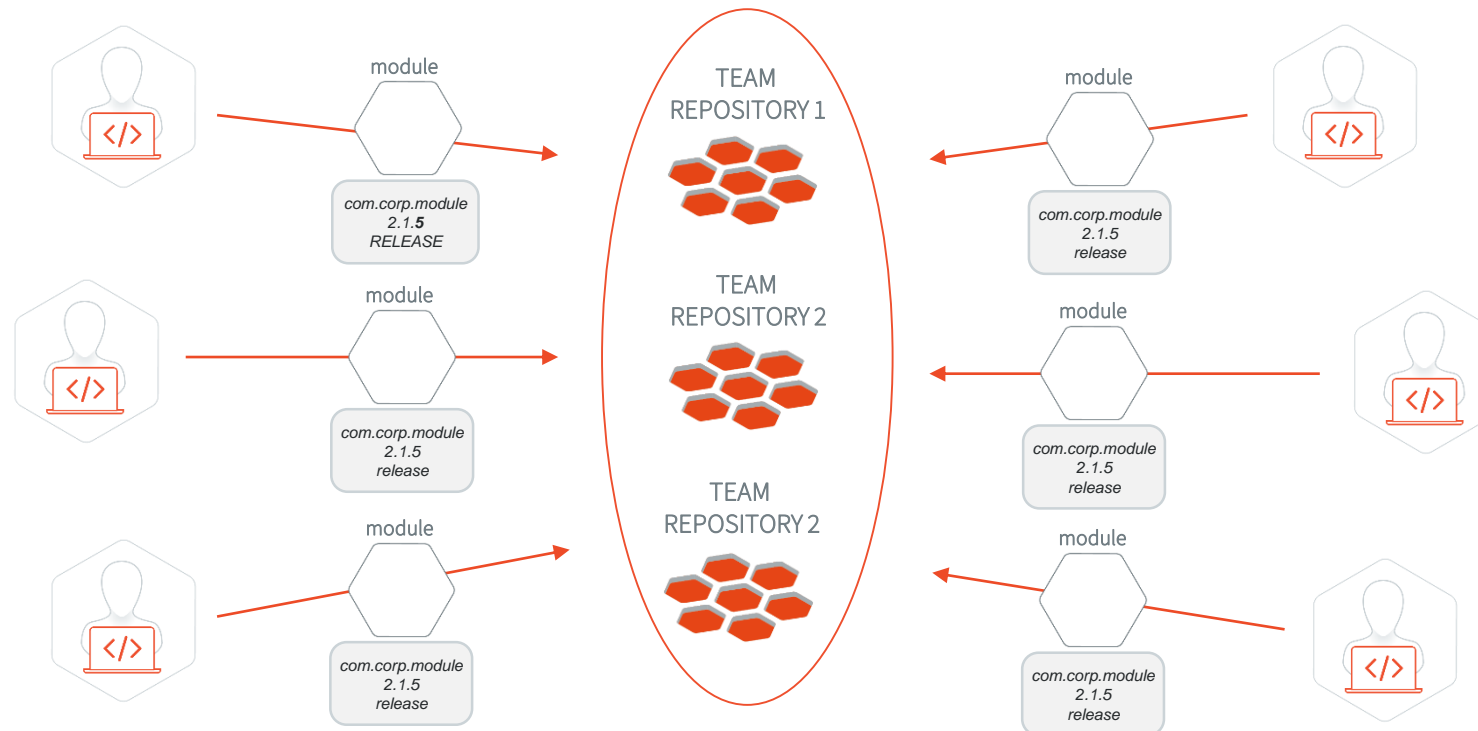 module
com.corp.module
2.1.5
RELEASE
module
com.corp.module
2.1.5
release
module
com.corp.module
2.1.5
release
TEAM
REPOSITORY 1
TEAM
REPOSITORY 2
TEAM
REPOSITORY 2
module
com.corp.module
2.1.5
release
module
com.corp.module
2.1.5
release
module
com.corp.module
2.1.5
release
</>
</>
</>
</>
</>
</>